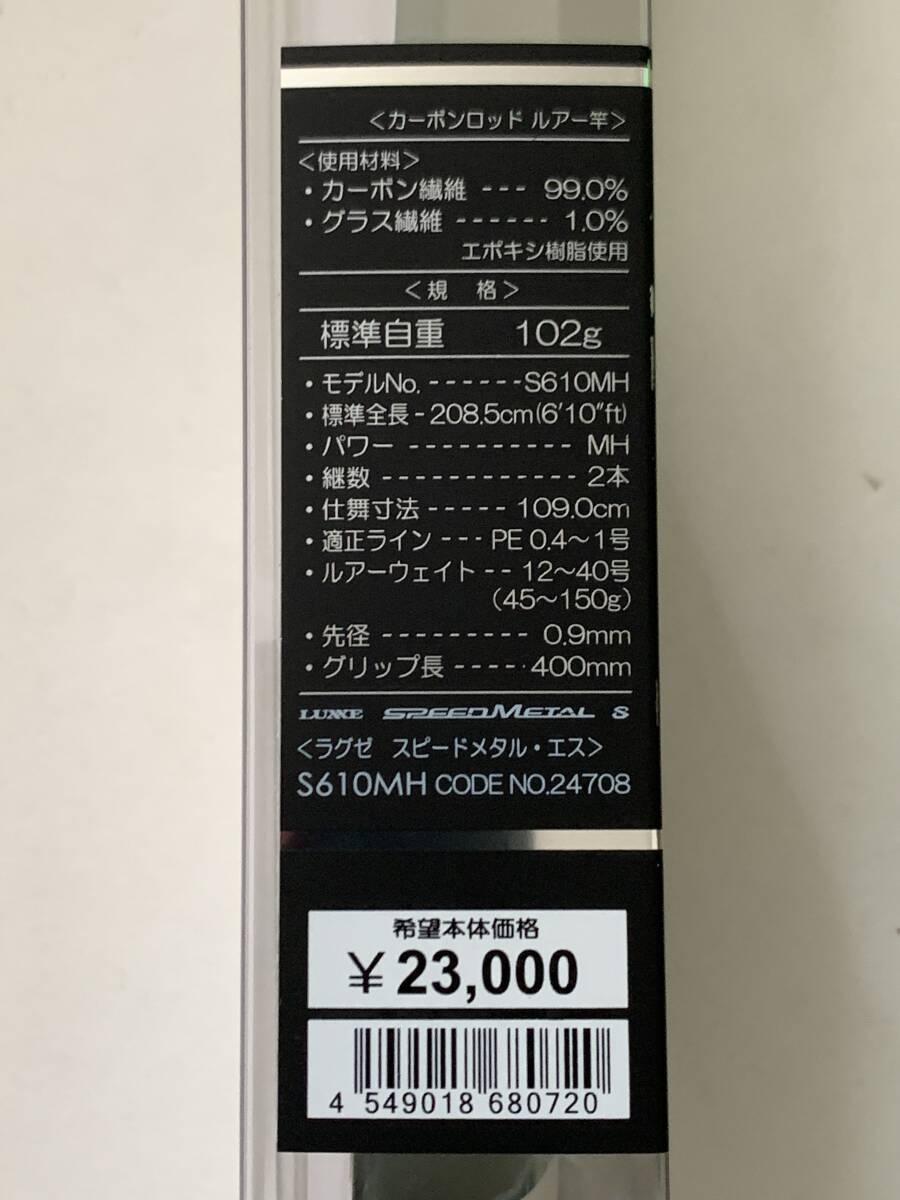 ＜カーボンロッド ルアー竿＞
＜使用材料＞
・カーボン繊維 --- 99.0%
・グラス繊維 ------ 1.0%
エポキシ樹脂使用
＜規 格＞
標準自重 102g
・モデルNo. ------S610MH
・標準全長 - 208.5cm(6'10"ft)
・パワー ---------- MH
・継数 ------------ 2本
・仕舞寸法 ----- 109.0cm
・適正ライン --- PE 0.4～1号
・ルアーウェイト -- 12～40号
(45～150g)
・先径 --------- 0.9mm
・グリップ長 ----- 400mm
LUXXE SPEEDMETAL S
＜ラグゼ スピードメタル・エス＞
S610MH CODE NO.24708
希望本体価格
￥23,000
4 549018 680720